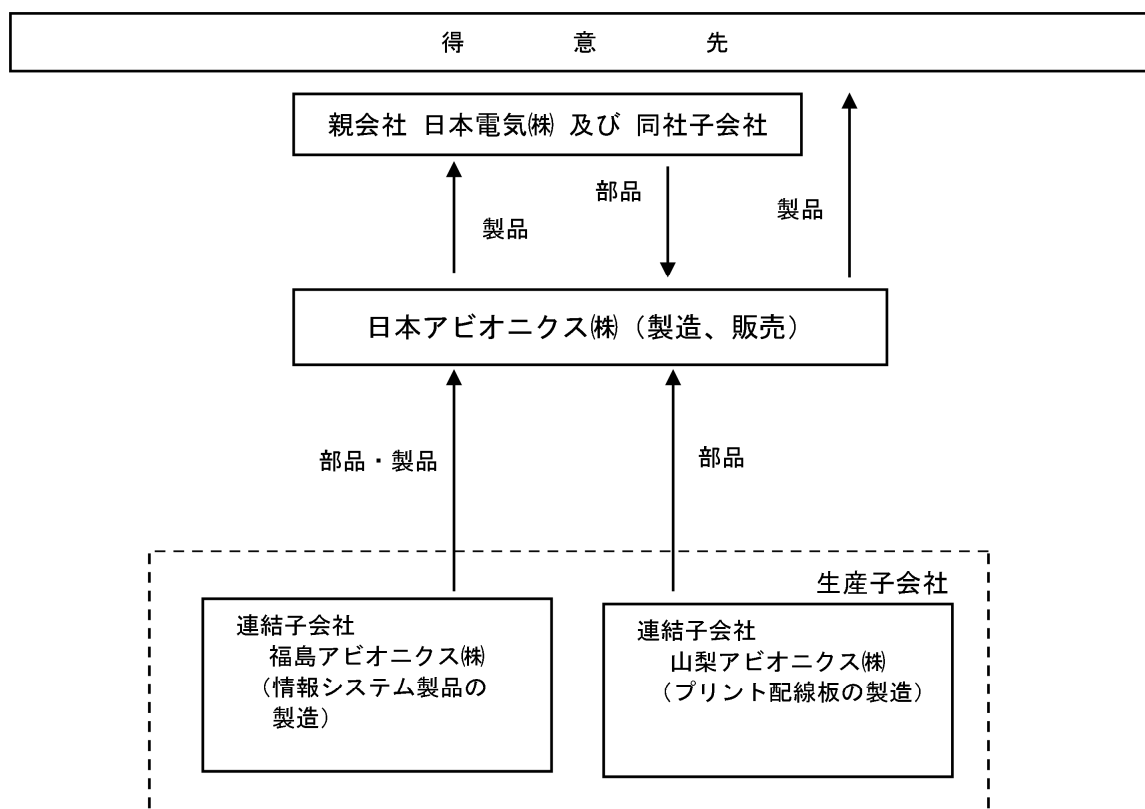 得意先
親会社 日本電気㈱ 及び 同社子会社
部品
製品
製品
日本アビオニクス㈱（製造、販売）
部品・製品
部品
生産子会社
連結子会社
福島アビオニクス㈱
（情報システム製品の
製造）
連結子会社
山梨アビオニクス㈱
（プリント配線板の製造）